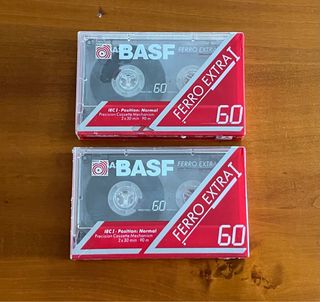 BASF
FERRO EXTRA I
60
FERRO EXTRA I
IEC I · Position: Normal
Precision Cassette Mechanism
2 x 30 min · 90 m
60
BASF
FERRO EXTRA I
60
FERRO EXTRA I
IEC I · Position: Normal
Precision Cassette Mechanism
2 x 30 min · 90 m
60